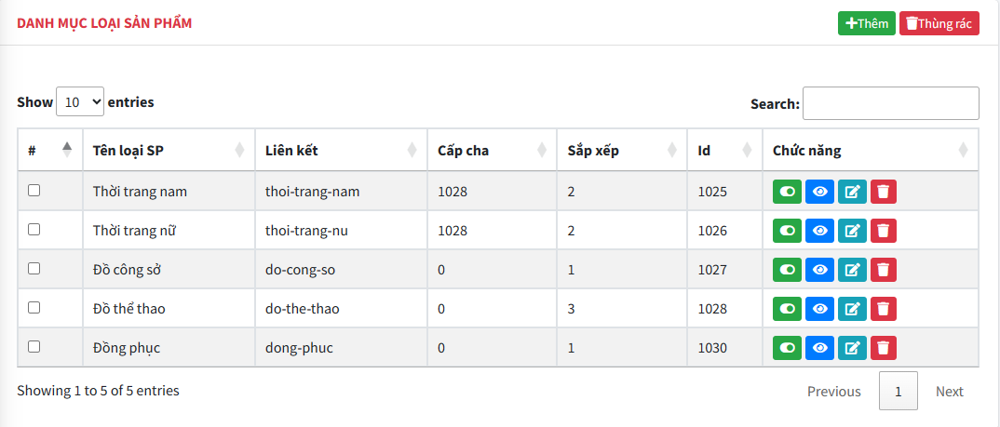 DANH MỤC LOẠI SẢN PHẨM Thêm Thùng rác
Show 10 entries Search:
# Tên loại SP Liên kết Cấp cha Sắp xếp Id Chức năng
Thời trang nam thoi-trang-nam 1028 2 1025
Thời trang nữ thoi-trang-nu 1028 2 1026
Đồ công sở do-cong-so 0 1 1027
Đồ thể thao do-the-thao 0 3 1028
Đồng phục dong-phuc 0 1 1030
Showing 1 to 5 of 5 entries Previous 1 Next